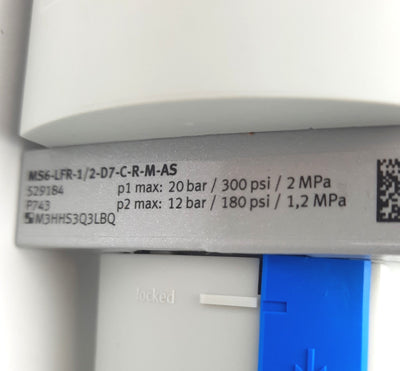 MS6-LFR-1/2-D7-C-R-M-AS
529184 p1 max: 20 bar / 300 psi / 2 MPa
P743 p2 max: 12 bar / 180 psi / 1,2 MPa
M3HHS3Q3LBQ
locked